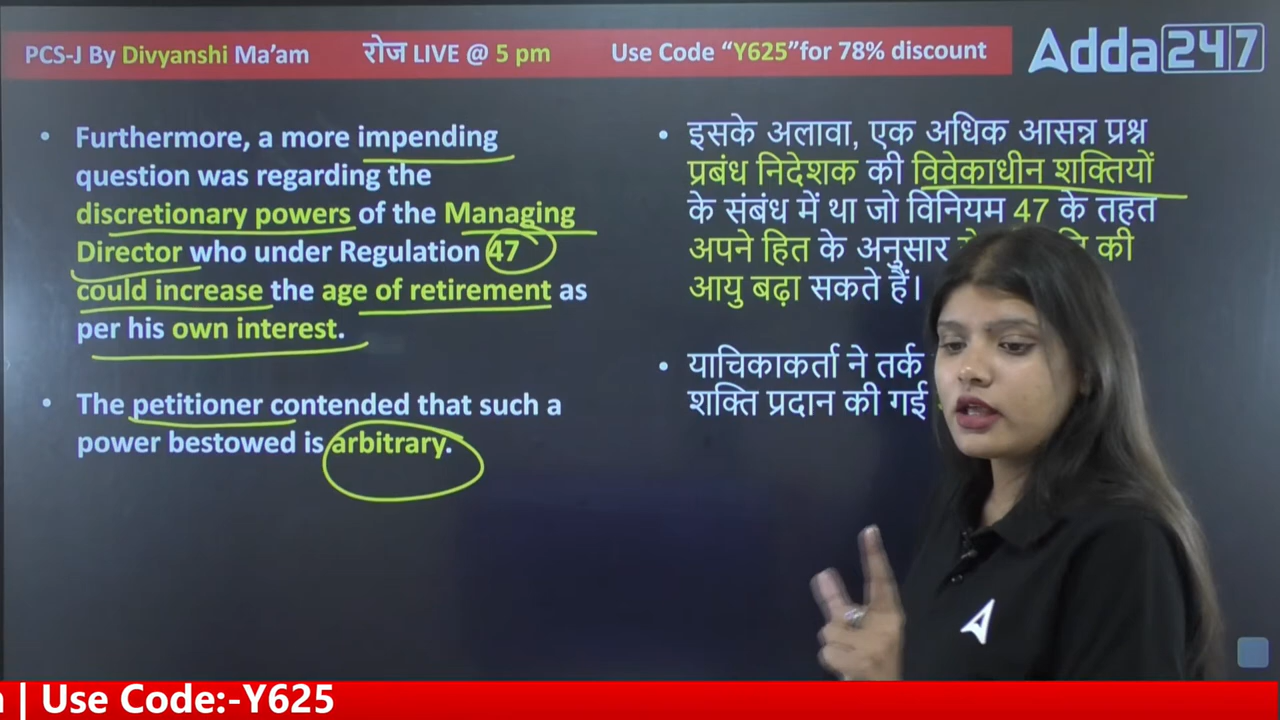 PCS-J By Divyanshi Ma’am रोज LIVE @ 5 pm Use Code “Y625”for 78% discount
Adda247
• Furthermore, a more impending
question was regarding the
discretionary powers of the Managing
Director who under Regulation 47
could increase the age of retirement as
per his own interest.
• The petitioner contended that such a
power bestowed is arbitrary.
• इसके अलावा, एक अधिक आसन्न प्रश्न
प्रबंध निदेशक की विवेकाधीन शक्तियों
के संबंध में था जो विनियम 47 के तहत
अपने हित के अनुसार की
आयु बढ़ा सकते हैं।
• याचिकाकर्ता ने तर्क
शक्ति प्रदान की गई
| Use Code:-Y625